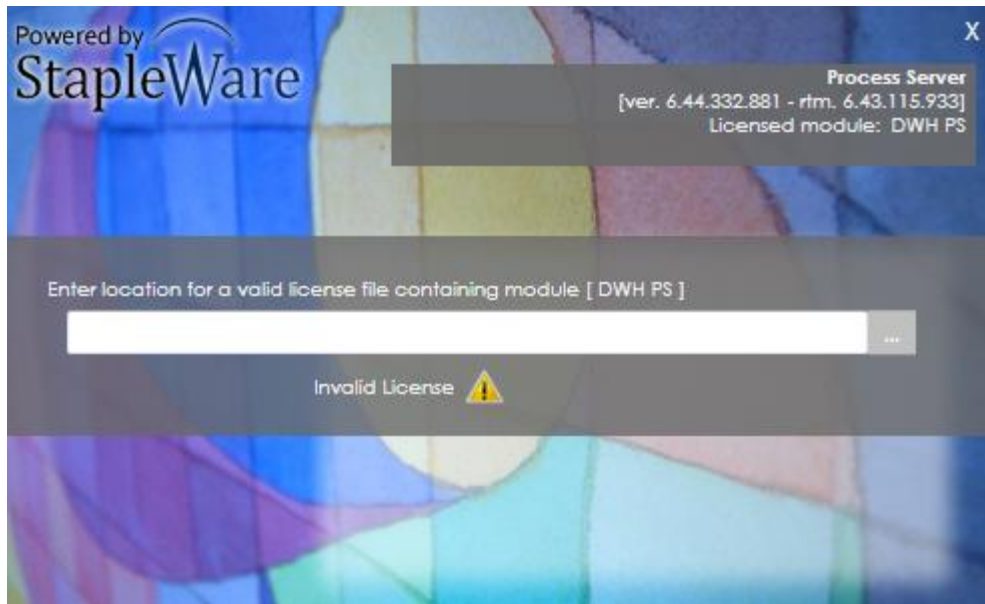 Powered by
StapleWare
X
Process Server
[ver. 6.44.332.881 - rtm. 6.43.115.933]
Licensed module: DWH PS
Enter location for a valid license file containing module [ DWH PS ]
...
Invalid License